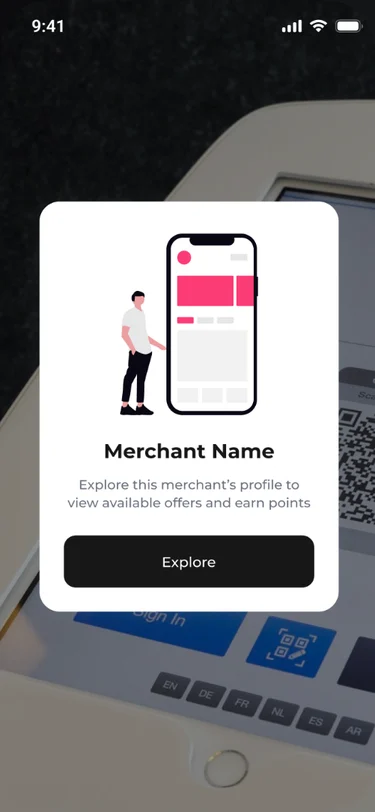 9:41
Merchant Name
Explore this merchant's profile to
view available offers and earn points
Explore
Sign In
EN
DE
FR
NL
ES
AR